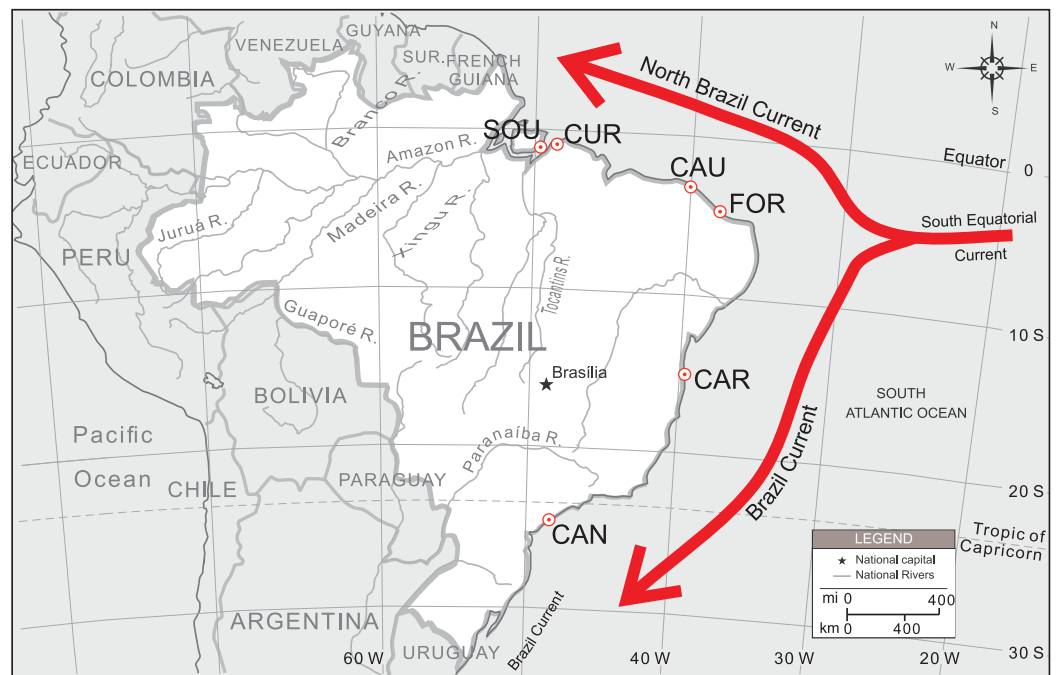 GUYANA
VENEZUELA
SUR.
FRENCH
GUIANA
COLOMBIA
N
W
E
S
North Brazil Current
Branco R.
SOU
CUR
Amazon R.
ECUADOR
Equator
0
CAU
FOR
Madeira R.
Xingu R.
Juruá R.
PERU
South Equatorial
Current
Tocantins R.
Guaporé R.
BRAZIL
10 S
Brasília
CAR
BOLIVIA
SOUTH
ATLANTIC OCEAN
Pacific
Ocean
Paranaíba R.
Brazil Current
PARAGUAY
CHILE
20 S
CAN
Tropic of
Capricorn
LEGEND
National capital
National Rivers
mi 0 400
km 0 400
ARGENTINA
URUGUAY
Brazil Current
60 W
40 W
30 W
20 W
30 S